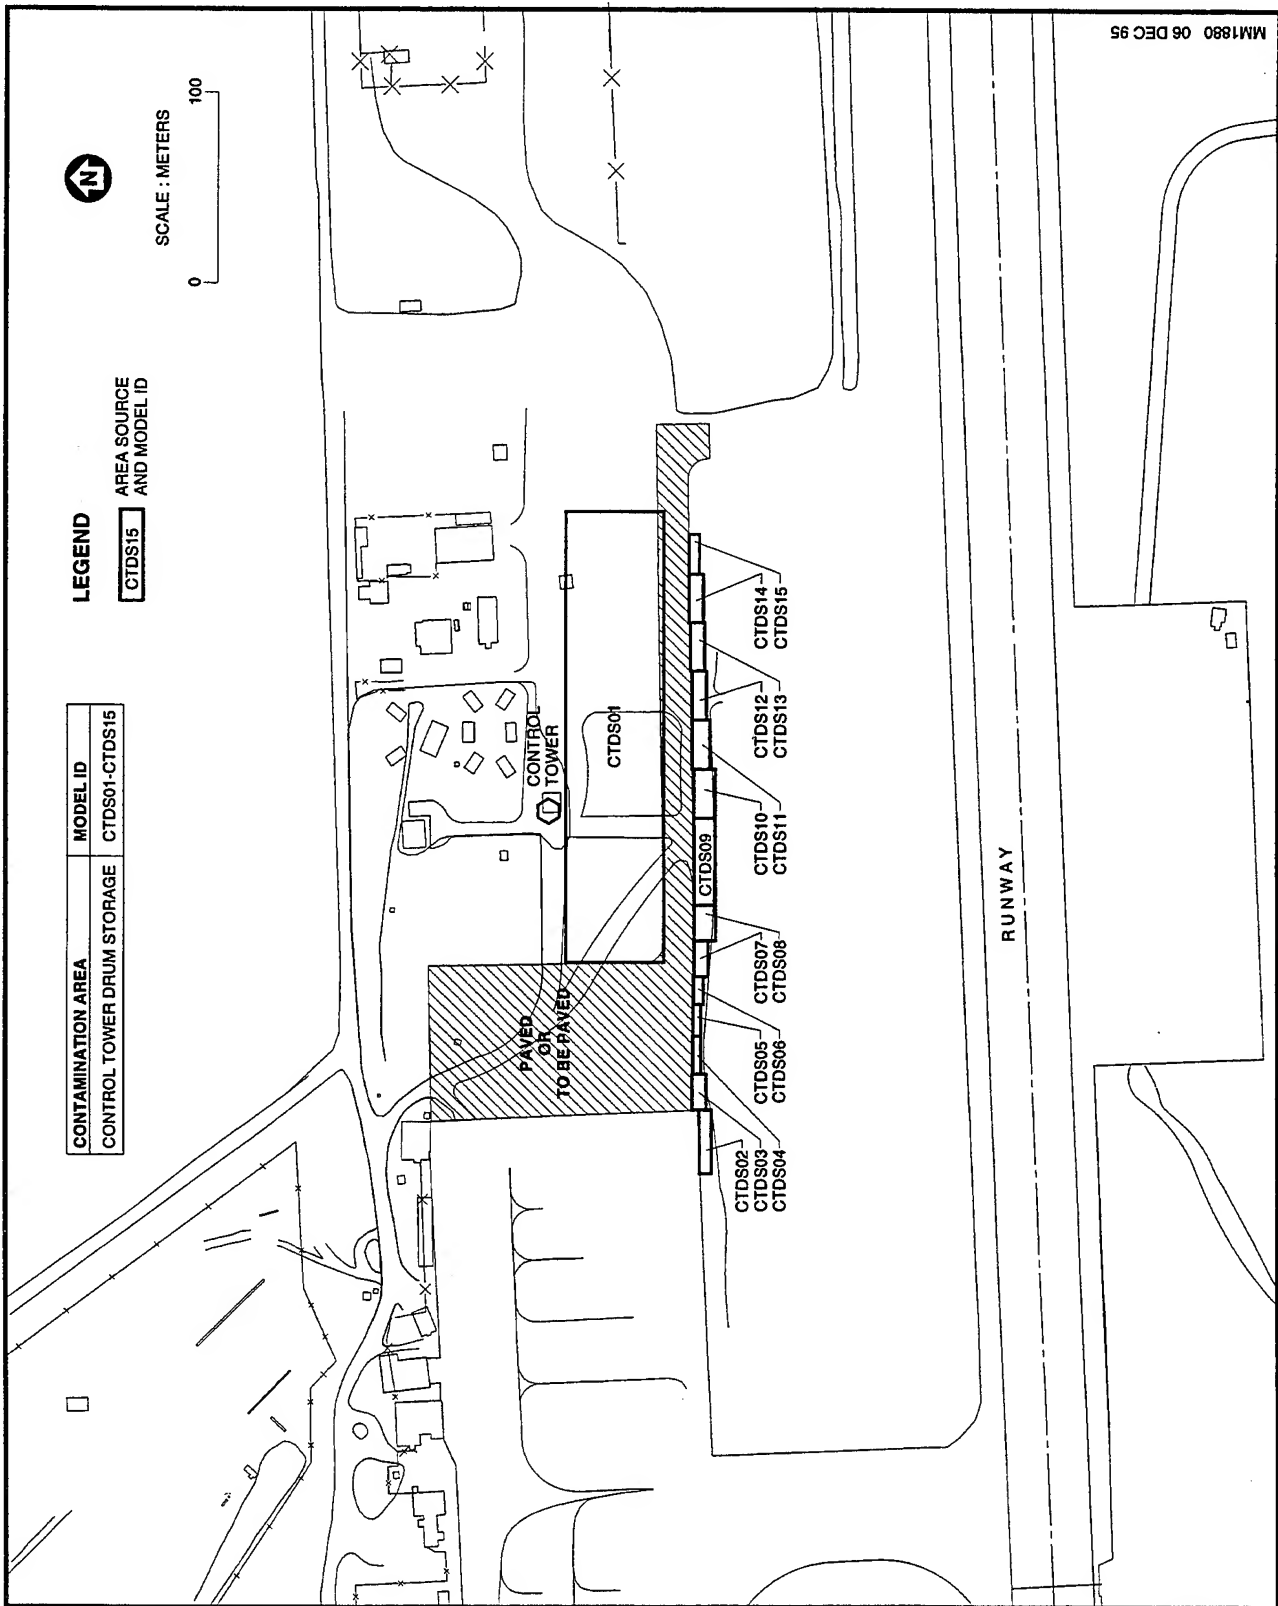 CONTAMINATION AREA MODEL ID
CONTROL TOWER DRUM STORAGE CTDS01-CTDS15
LEGEND
CTDS15
AREA SOURCE
AND MODEL ID
N
SCALE : METERS
0 100
PAVED
OR
TO BE PAVED
CONTROL
TOWER
CTDS01
CTDS02
CTDS03
CTDS04
CTDS05
CTDS06
CTDS07
CTDS08
CTDS09
CTDS10
CTDS11
CTDS12
CTDS13
CTDS14
CTDS15
RUNWAY
MM1880 06 DEC 95